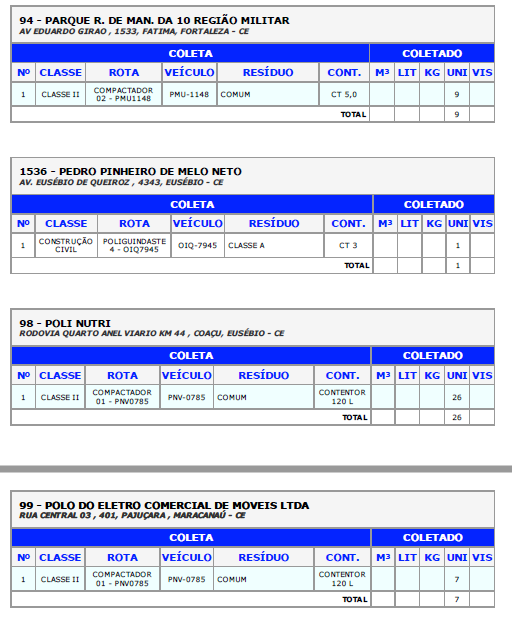 94 - PARQUE R. DE MAN. DA 10 REGIÃO MILITAR
AV EDUARDO GIRAO , 1533, FATIMA, FORTALEZA - CE
COLETA COLETADO
Nº CLASSE ROTA VEÍCULO RESÍDUO CONT. M³ LIT KG UNI VIS
1 CLASSE II COMPACTADOR 02 - PMU1148 PMU-1148 COMUM CT 5,0 9
TOTAL 9
1536 - PEDRO PINHEIRO DE MELO NETO
AV. EUSÉBIO DE QUEIROZ , 4343, EUSÉBIO - CE
COLETA COLETADO
Nº CLASSE ROTA VEÍCULO RESÍDUO CONT. M³ LIT KG UNI VIS
1 CONSTRUÇÃO CIVIL POLIGUINDASTE 4 - OIQ7945 OIQ-7945 CLASSE A CT 3 1
TOTAL 1
98 - POLI NUTRI
RODOVIA QUARTO ANEL VIARIO KM 44 , COAÇU, EUSÉBIO - CE
COLETA COLETADO
Nº CLASSE ROTA VEÍCULO RESÍDUO CONT. M³ LIT KG UNI VIS
1 CLASSE II COMPACTADOR 01 - PNV0785 PNV-0785 COMUM CONTENTOR 120 L 26
TOTAL 26
99 - POLO DO ELETRO COMERCIAL DE MOVEIS LTDA
RUA CENTRAL 03 , 401, PAJUÇARA , MARACANAÚ - CE
COLETA COLETADO
Nº CLASSE ROTA VEÍCULO RESÍDUO CONT. M³ LIT KG UNI VIS
1 CLASSE II COMPACTADOR 01 - PNV0785 PNV-0785 COMUM CONTENTOR 120 L 7
TOTAL 7